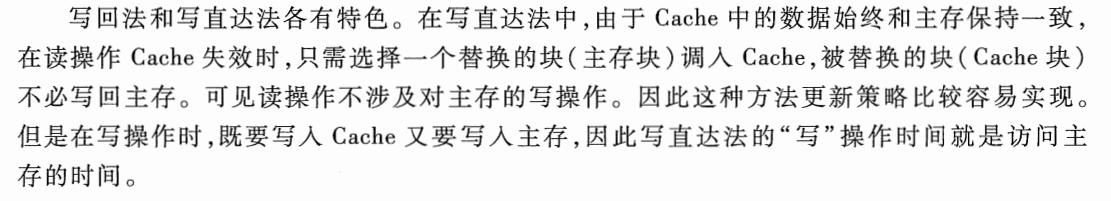 写回法和写直达法各有特色。在写直达法中,由于 Cache 中的数据始终和主存保持一致,
在读操作 Cache 失效时,只需选择一个替换的块(主存块)调入 Cache,被替换的块(Cache 块)
不必写回主存。可见读操作不涉及对主存的写操作。因此这种方法更新策略比较容易实现。
但是在写操作时,既要写入 Cache 又要写入主存,因此写直达法的“写”操作时间就是访问主
存的时间。